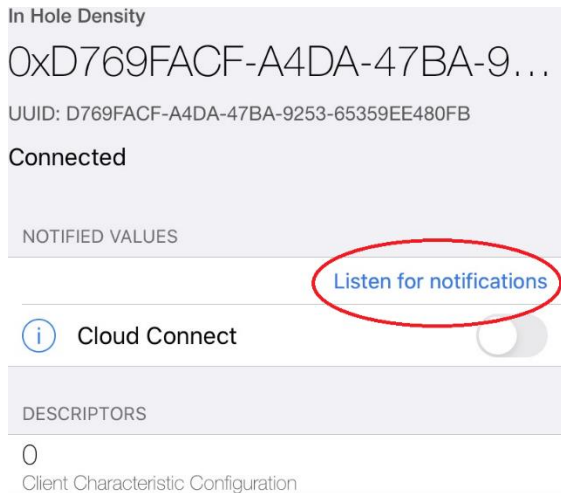 In Hole Density
0xD769FACF-A4DA-47BA-9...
UUID: D769FACF-A4DA-47BA-9253-65359EE480FB
Connected
NOTIFIED VALUES
Listen for notifications
i Cloud Connect
DESCRIPTORS
0
Client Characteristic Configuration